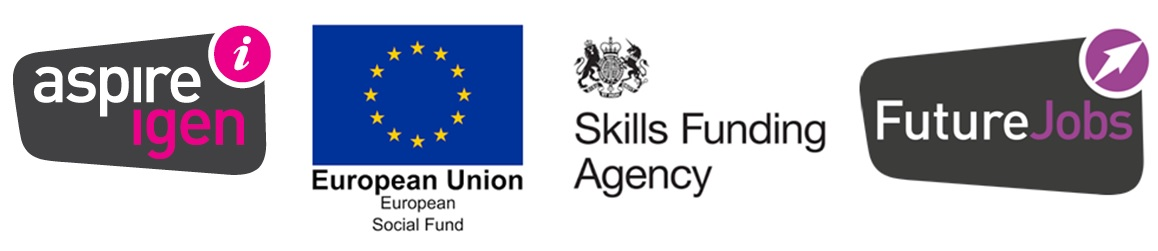 aspire
igen
i
European Union
European
Social Fund
Skills Funding
Agency
FutureJobs